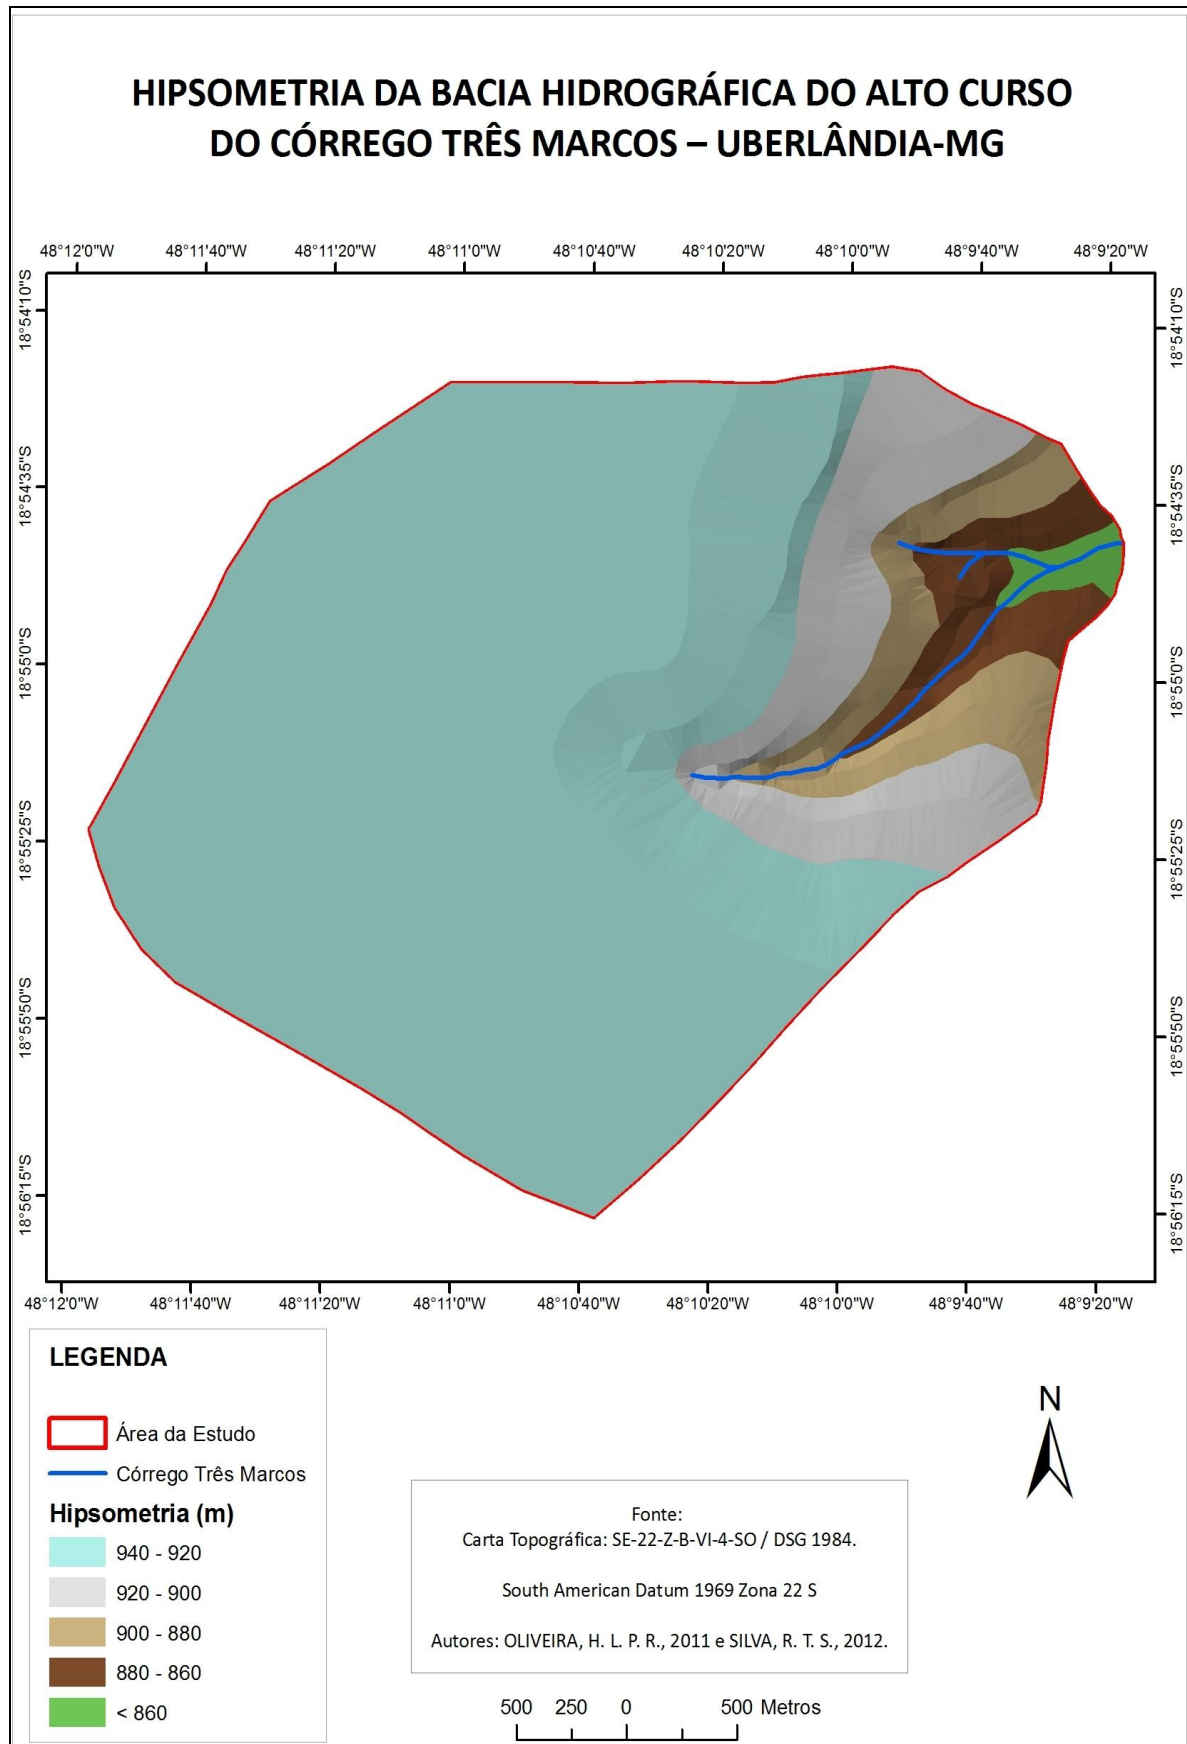 HIPSOMETRIA DA BACIA HIDROGRÁFICA DO ALTO CURSO
DO CÓRREGO TRÊS MARCOS – UBERLÂNDIA-MG
48°12'0"W 48°11'40"W 48°11'20"W 48°11'0"W 48°10'40"W 48°10'20"W 48°10'0"W 48°9'40"W 48°9'20"W
18°54'10"S 18°54'10"S
18°54'35"S 18°54'35"S
18°55'0"S 18°55'0"S
18°55'25"S 18°55'25"S
18°55'50"S 18°55'50"S
18°56'15"S 18°56'15"S
48°12'0"W 48°11'40"W 48°11'20"W 48°11'0"W 48°10'40"W 48°10'20"W 48°10'0"W 48°9'40"W 48°9'20"W
LEGENDA
Área da Estudo
Córrego Três Marcos
Hipsometria (m)
940 - 920
920 - 900
900 - 880
880 - 860
< 860
N
Fonte:
Carta Topográfica: SE-22-Z-B-VI-4-SO / DSG 1984.
South American Datum 1969 Zona 22 S
Autores: OLIVEIRA, H. L. P. R., 2011 e SILVA, R. T. S., 2012.
500 250 0 500 Metros